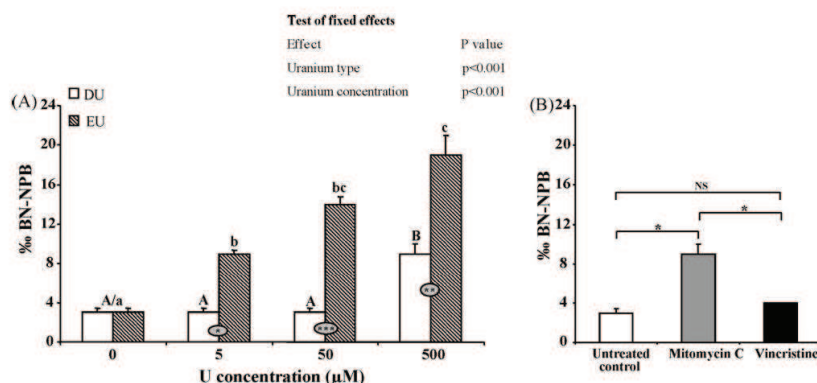 Test of fixed effects
Effect P value
Uranium type p<0.001
Uranium concentration p<0.001
(A)
DU
EU
‰ BN-NPB
24
20
16
12
8
4
0
A/a
A
b
A
bc
B
c
*
***
**
0 5 50 500
U concentration (µM)
(B)
‰ BN-NPB
24
20
16
12
8
4
0
NS
*
*
Untreated control
Mitomycin C
Vincristine